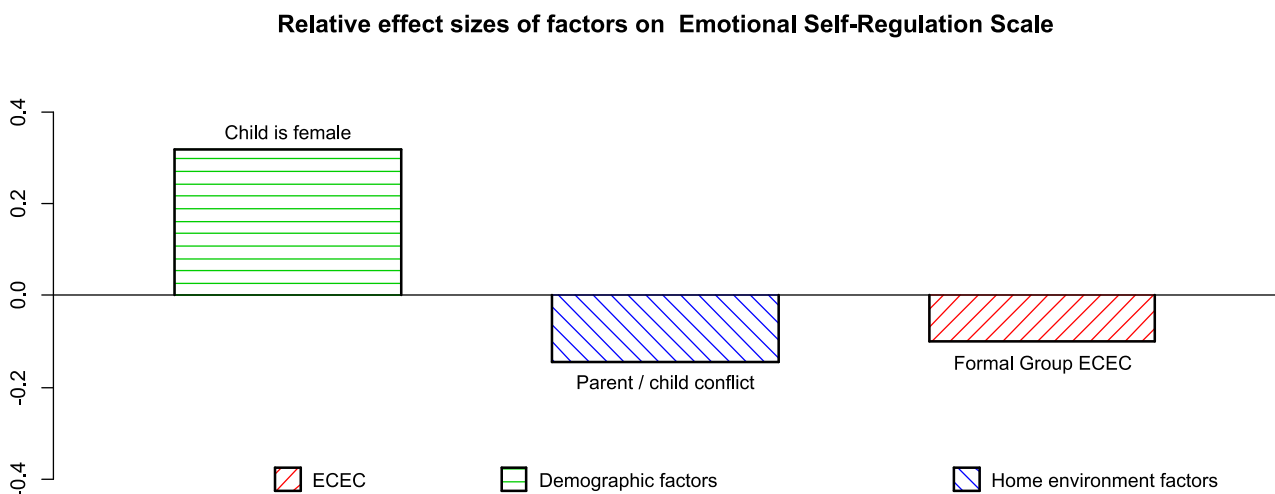 Relative effect sizes of factors on  Emotional Self-Regulation Scale
0.4
Child is female
0.2
0.0
-0.2
Parent / child conflict
Formal Group ECEC
-0.4
ECEC
Demographic factors
Home environment factors